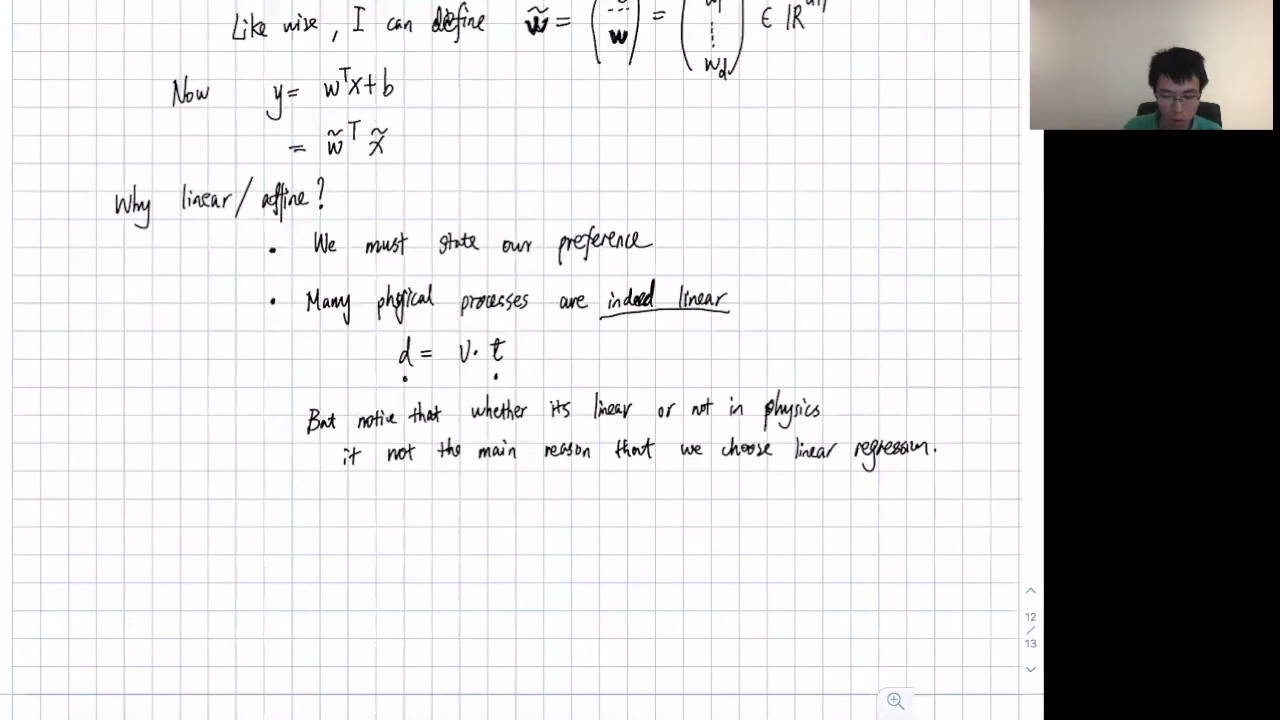 Like wise, I can define w̃ = ( w ) = ( w_d ) ∈ ℝ
Now y = wᵀx + b
= w̃ᵀ x̃
Why linear / affine?
• We must state our preference
• Many physical processes are indeed linear
d = v · t
But notice that whether its linear or not in physics
it not the main reason that we choose linear regression.
12
/
13